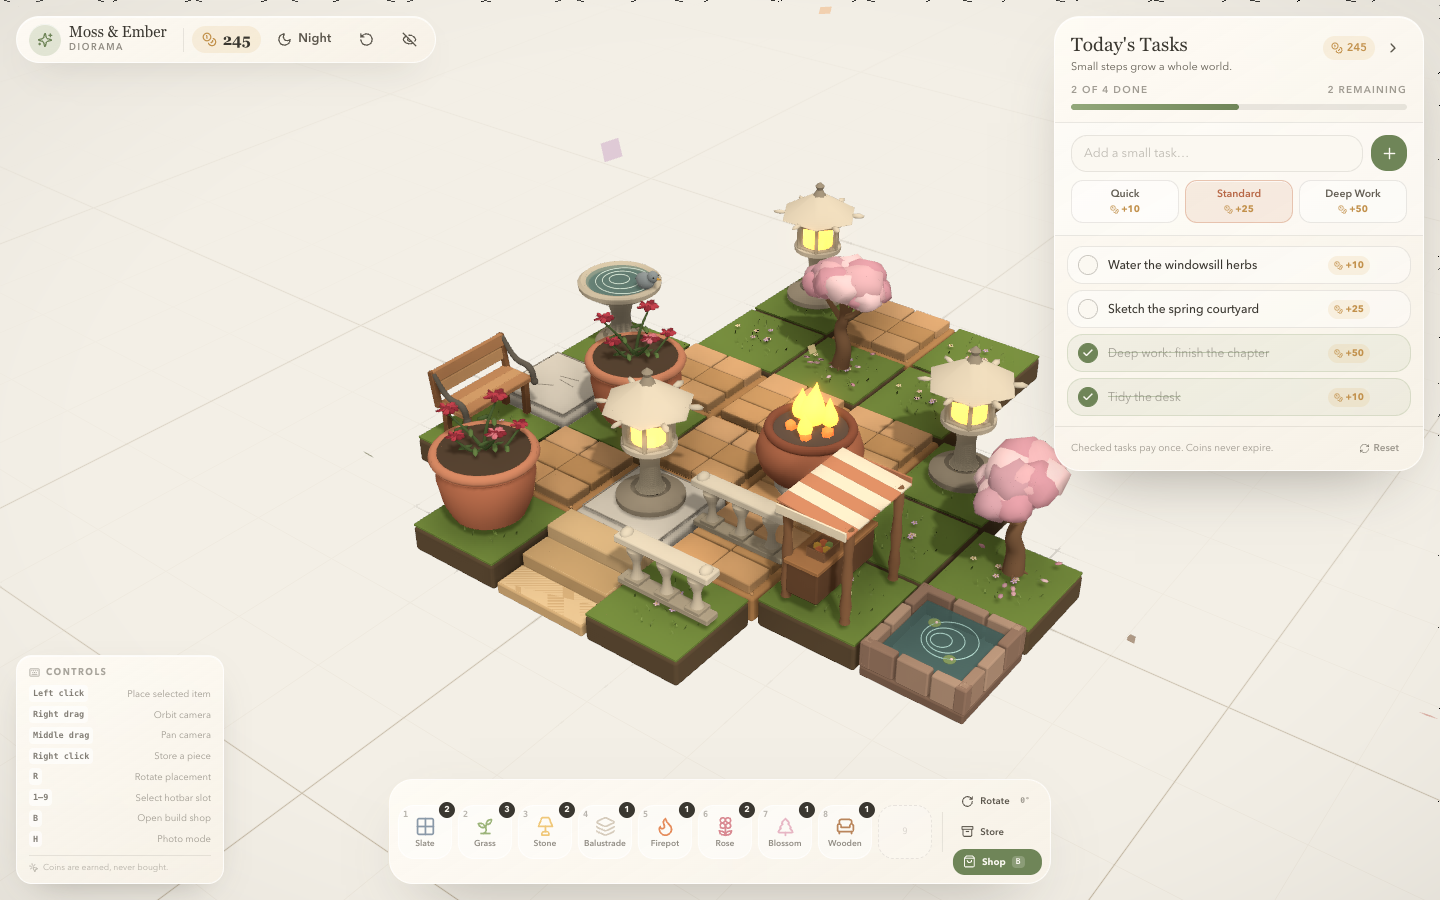 Moss & Ember
DIORAMA
245
Night
Today's Tasks
245
Small steps grow a whole world.
2 OF 4 DONE
2 REMAINING
Add a small task...
Quick
+10
Standard
+25
Deep Work
+50
Water the windowsill herbs
+10
Sketch the spring courtyard
+25
Deep work: finish the chapter
+50
Tidy the desk
+10
Checked tasks pay once. Coins never expire.
Reset
CONTROLS
Left click Place selected item
Right drag Orbit camera
Middle drag Pan camera
Right click Store a piece
R Rotate placement
1–9 Select hotbar slot
B Open build shop
H Photo mode
Coins are earned, never bought.
1 2 Slate
2 3 Grass
3 2 Stone
4 1 Balustrade
5 1 Firepot
6 2 Rose
7 1 Blossom
8 1 Wooden
9
Rotate 0°
Store
Shop B